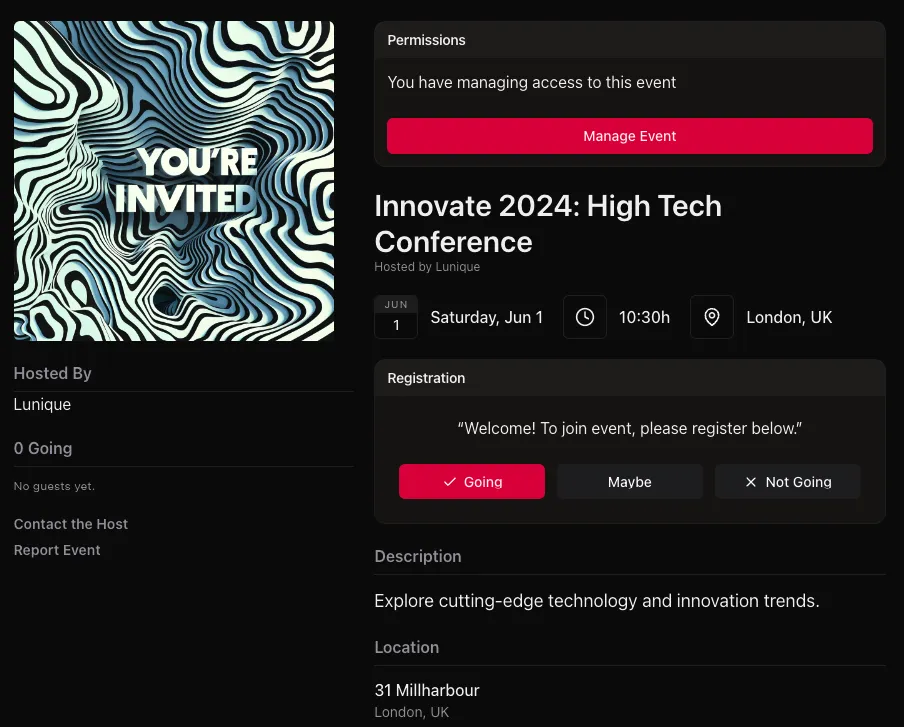 YOU'RE
INVITED
Hosted By
Lunique
0 Going
No guests yet.
Contact the Host
Report Event
Permissions
You have managing access to this event
Manage Event
Innovate 2024: High Tech
Conference
Hosted by Lunique
JUN
1
Saturday, Jun 1
10:30h
London, UK
Registration
“Welcome! To join event, please register below.”
Going
Maybe
Not Going
Description
Explore cutting-edge technology and innovation trends.
Location
31 Millharbour
London, UK